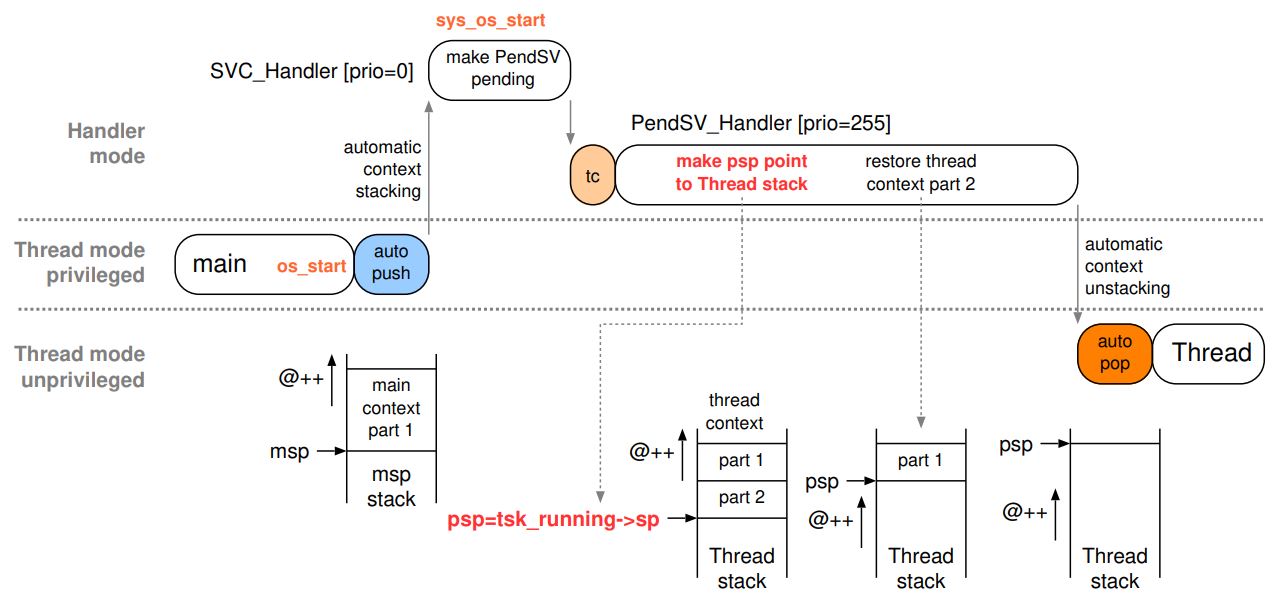 sys_os_start
SVC_Handler [prio=0]
make PendSV
pending
Handler
mode
automatic
context
stacking
PendSV_Handler [prio=255]
tc
make psp point
to Thread stack
restore thread
context part 2
Thread mode
privileged
main
os_start
auto
push
automatic
context
unstacking
Thread mode
unprivileged
auto
pop
Thread
@++
main
context
part 1
msp
msp
stack
thread
context
@++
part 1
part 2
psp=tsk_running->sp
Thread
stack
part 1
psp
@++
Thread
stack
psp
@++
Thread
stack